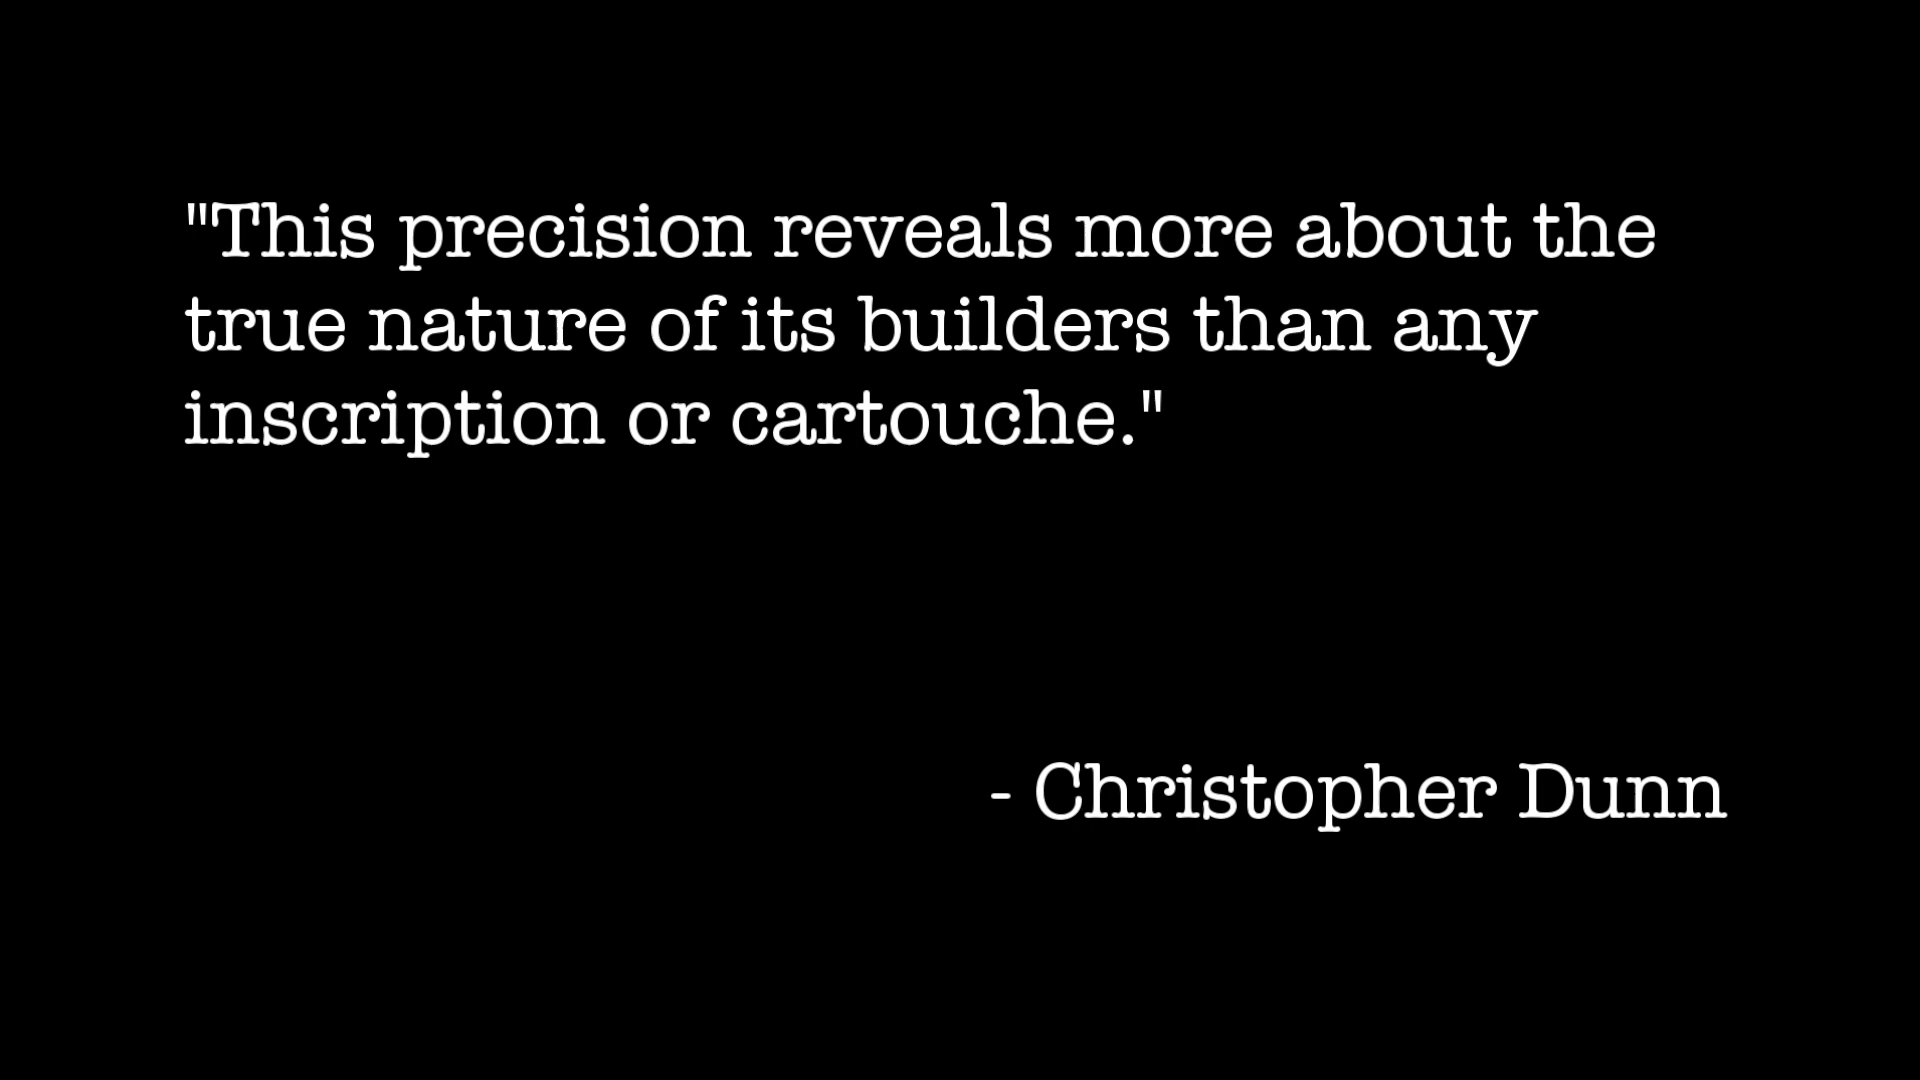 "This precision reveals more about the
true nature of its builders than any
inscription or cartouche."
- Christopher Dunn